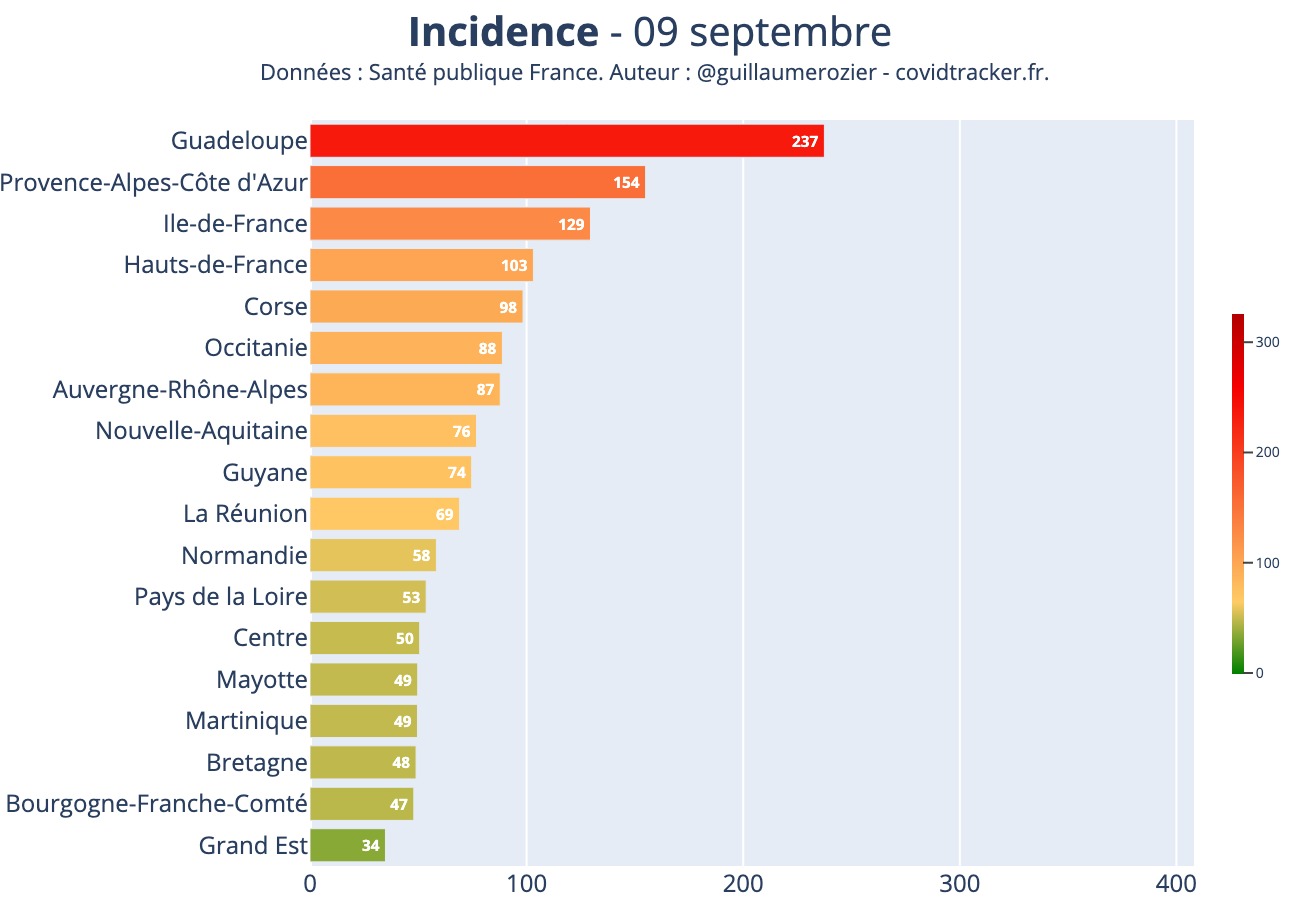 Incidence - 09 septembre
Données : Santé publique France. Auteur : @guillaumerozier - covidtracker.fr.
Guadeloupe 237
Provence-Alpes-Côte d'Azur 154
Ile-de-France 129
Hauts-de-France 103
Corse 98
Occitanie 88
Auvergne-Rhône-Alpes 87
Nouvelle-Aquitaine 76
Guyane 74
La Réunion 69
Normandie 58
Pays de la Loire 53
Centre 50
Mayotte 49
Martinique 49
Bretagne 48
Bourgogne-Franche-Comté 47
Grand Est 34
0 100 200 300 400
300
200
100
0